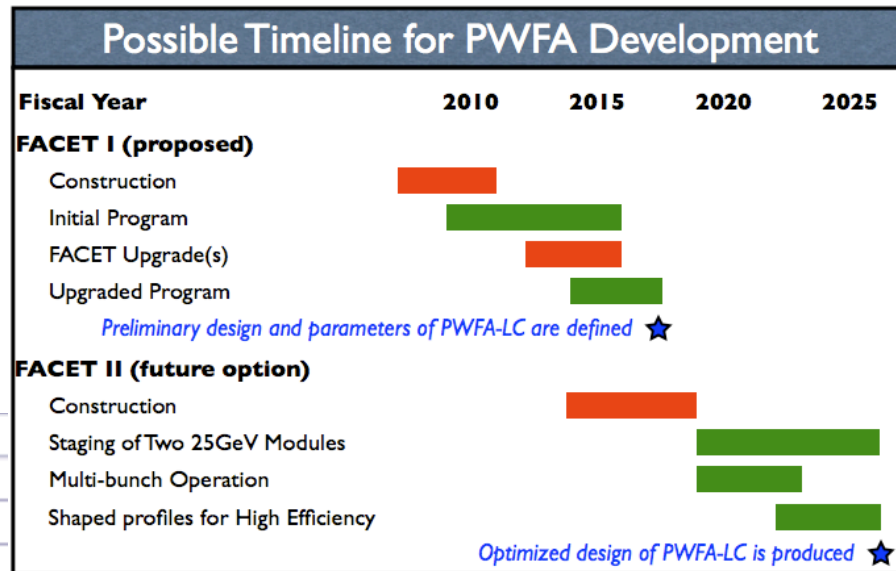 Possible Timeline for PWFA Development
Fiscal Year 2010 2015 2020 2025
FACET I (proposed)
Construction
Initial Program
FACET Upgrade(s)
Upgraded Program
Preliminary design and parameters of PWFA-LC are defined
FACET II (future option)
Construction
Staging of Two 25GeV Modules
Multi-bunch Operation
Shaped profiles for High Efficiency
Optimized design of PWFA-LC is produced